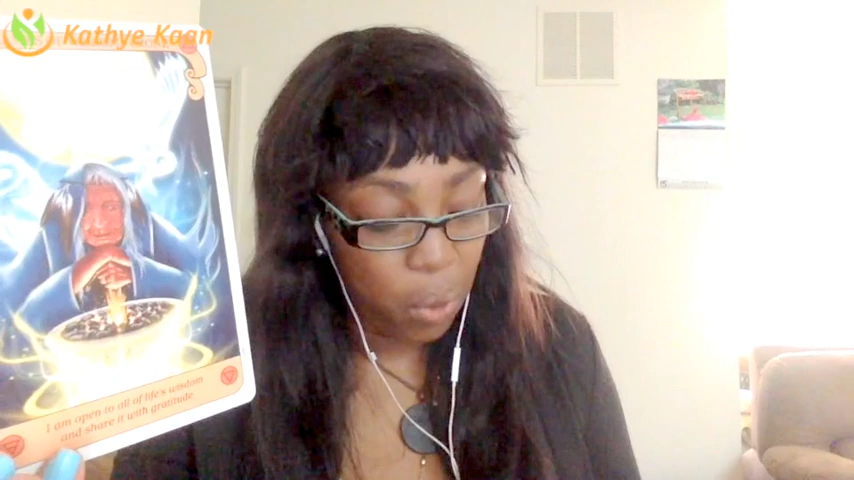 Kathye Kaan
I am open to all of life's wisdom
and share it with gratitude.